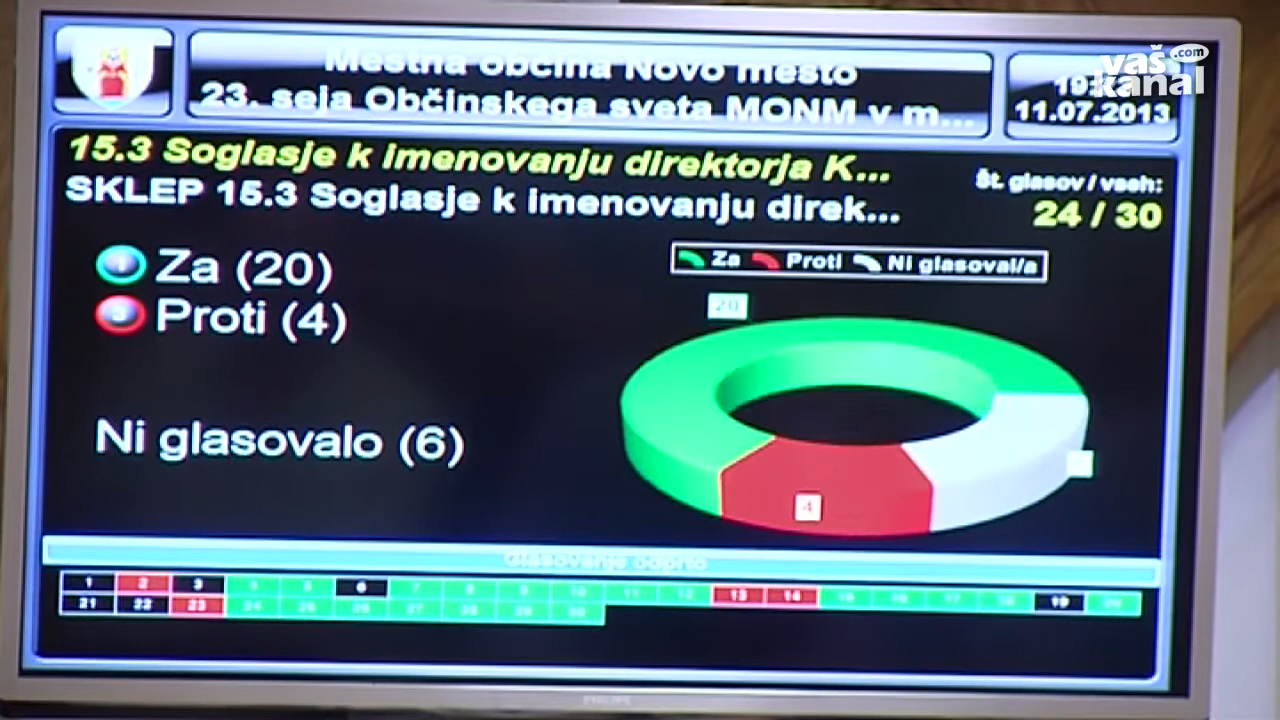 Mestna občina Novo mesto
23. seja Občinskega sveta MONM v m...
vaš kanal .com
11.07.2013
15.3 Soglasje k imenovanju direktorja K...
SKLEP 15.3 Soglasje k imenovanju direk...
Št. glasov / vseh:
24 / 30
Za (20)
Proti (4)
Ni glasovalo (6)
Za Proti Ni glasoval/a
20
4
Glasovanje odprto
1 2 3 4 5 6 7 8 9 10 11 12 13 14 15 16 17 18 19 20
21 22 23 24 25 26 27 28 29 30
PHILIPS